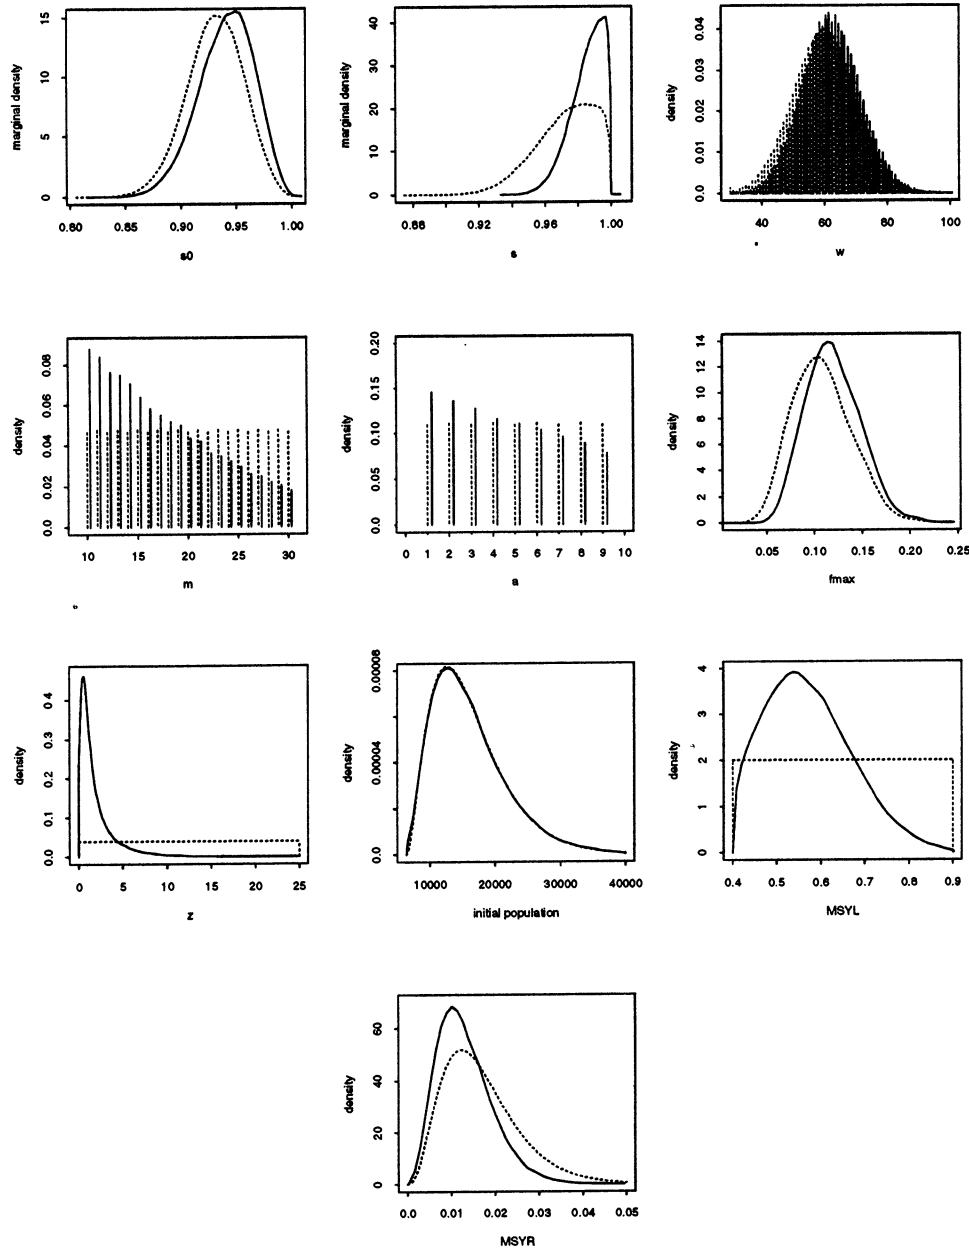 marginal density
15
10
5
0
0.80 0.85 0.90 0.95 1.00
s0
marginal density
40
30
20
10
0
0.88 0.92 0.96 1.00
s
density
0.04
0.03
0.02
0.01
0.0
40 60 80 100
w
density
0.08
0.06
0.04
0.02
0.0
10 15 20 25 30
m
density
0.20
0.15
0.10
0.05
0.0
0 1 2 3 4 5 6 7 8 9 10
a
density
14
12
10
8
6
4
2
0
0.05 0.10 0.15 0.20 0.25
fmax
density
0.4
0.3
0.2
0.1
0.0
0 5 10 15 20 25
z
density
0.00008
0.00004
0.0
10000 20000 30000 40000
initial population
density
4
3
2
1
0
0.4 0.5 0.6 0.7 0.8 0.9
MSYL
density
60
40
20
0
0.0 0.01 0.02 0.03 0.04 0.05
MSYR